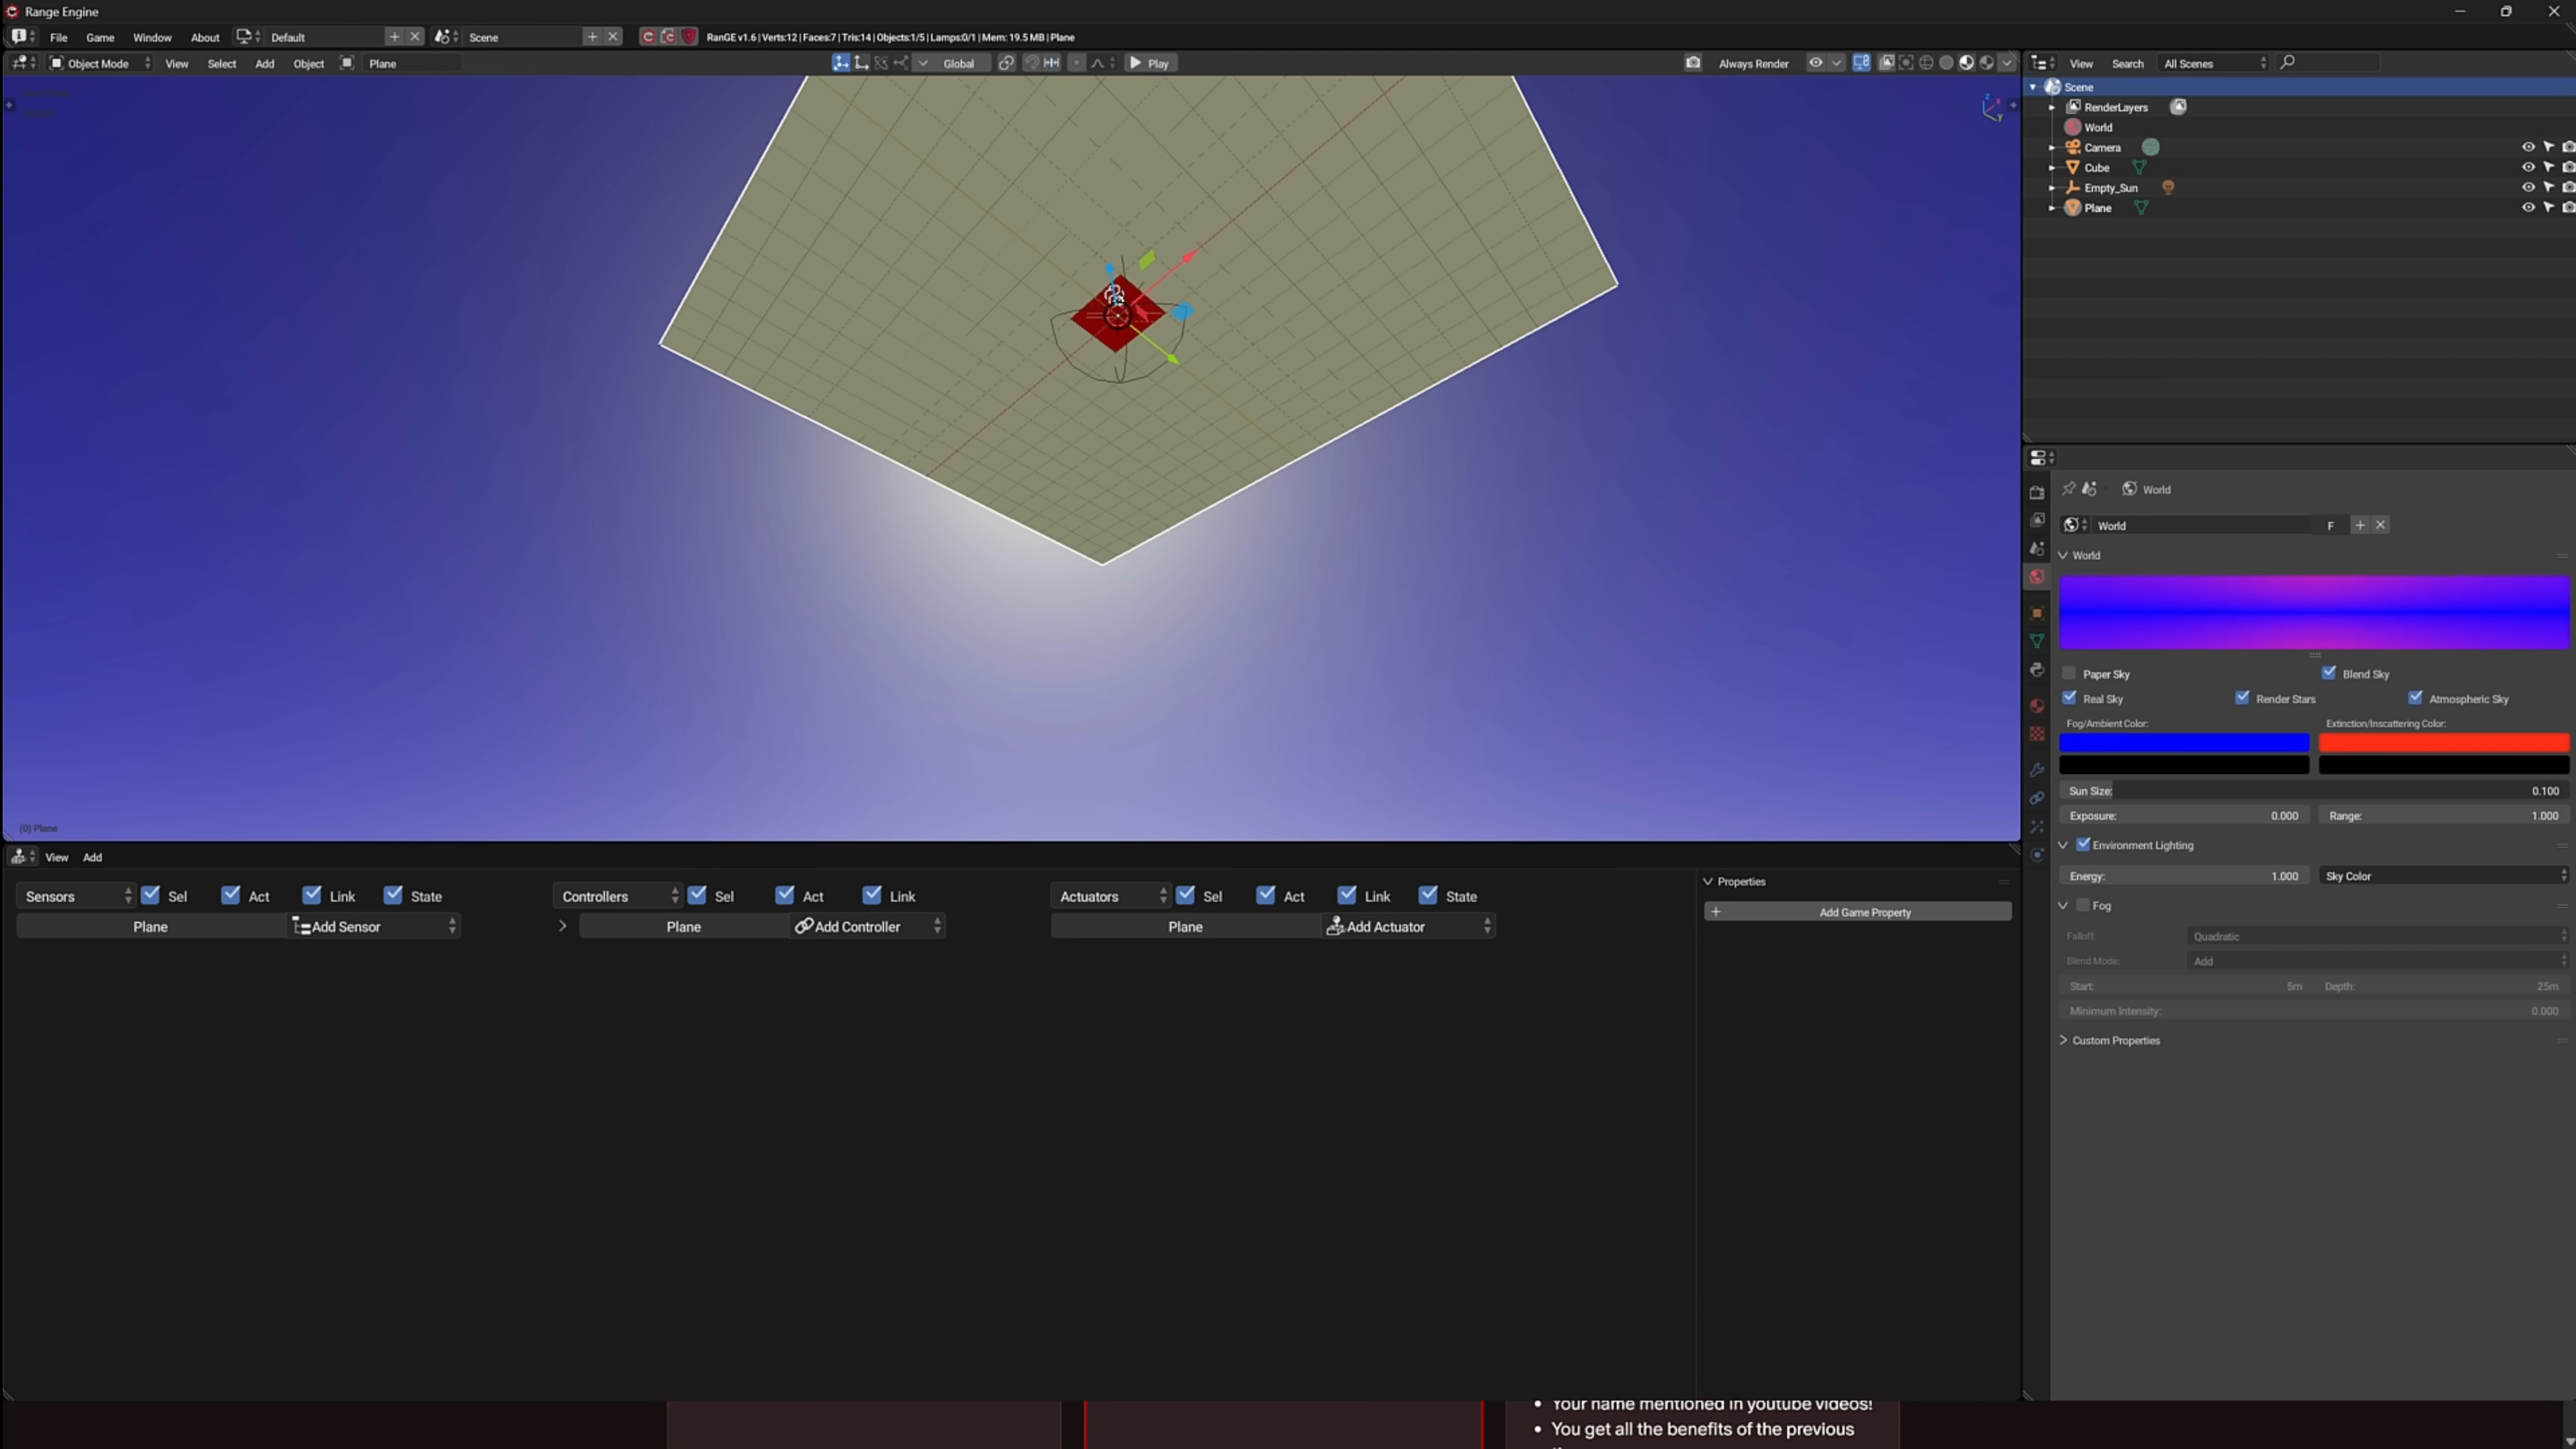 Range Engine
File Game Window About Default Scene RanGE v1.6 | Verts:12 | Faces:7 | Tris:14 | Objects:1/5 | Lamps:0/1 | Mem: 19.5 MB | Plane
Object Mode View Select Add Object Plane Global Play Always Render
View Search All Scenes
Scene
RenderLayers
World
Camera
Cube
Empty_Sun
Plane
(0) Plane
World
World F
World
Paper Sky Blend Sky
Real Sky Render Stars Atmospheric Sky
Fog/Ambient Color: Extinction/Inscattering Color:
Sun Size: 0.100
Exposure: 0.000 Range: 1.000
Environment Lighting
Energy: 1.000 Sky Color
Fog
Falloff: Quadratic
Blend Mode: Add
Start: 5m Depth: 25m
Minimum Intensity: 0.000
Custom Properties
View Add
Sensors Sel Act Link State Controllers Sel Act Link Actuators Sel Act Link State
Plane Add Sensor Plane Add Controller Plane Add Actuator
Properties
Add Game Property
• Your name mentioned in youtube videos!
• You get all the benefits of the previous